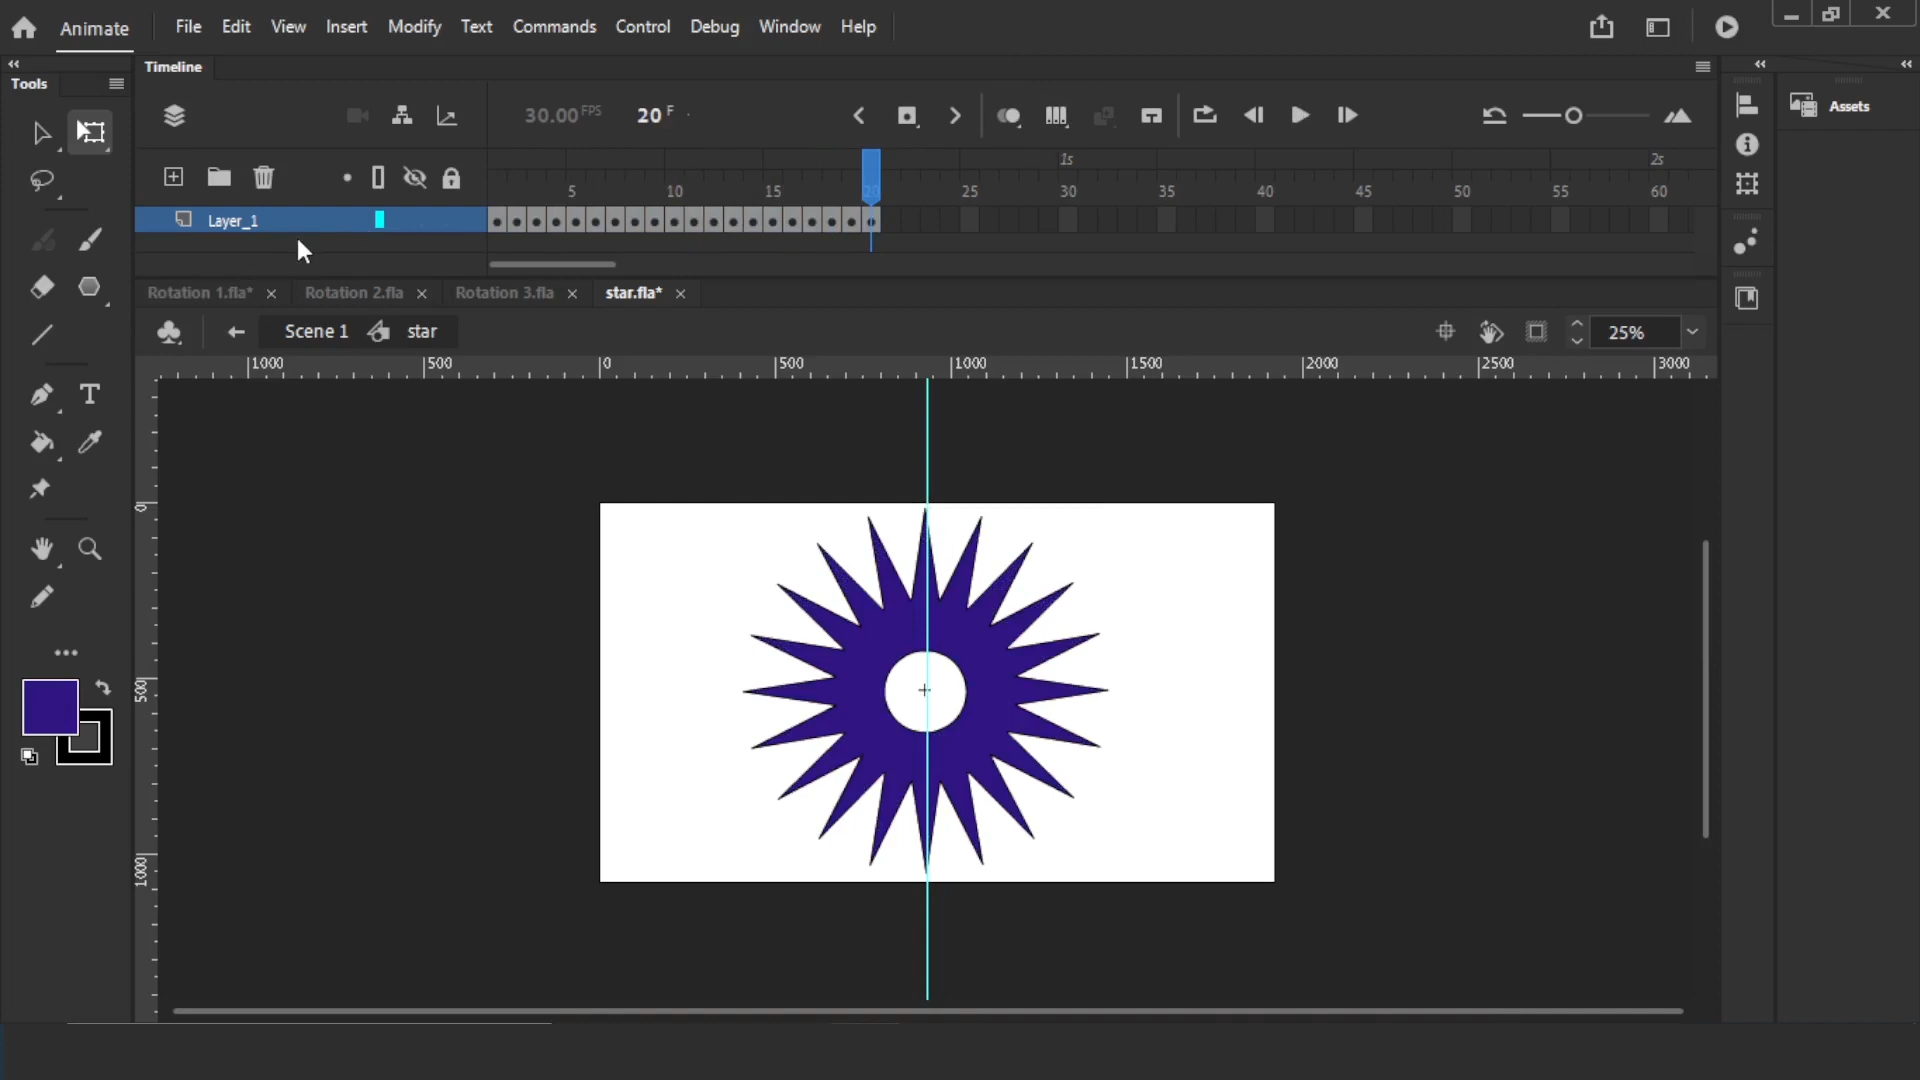 Animate File Edit View Insert Modify Text Commands Control Debug Window Help
Tools Timeline
30.00 FPS 20 F
Assets
1s 2s
5 10 15 20 25 30 35 40 45 50 55 60
Layer_1
Rotation 1.fla* Rotation 2.fla Rotation 3.fla star.fla*
Scene 1 star 25%
1000 500 0 500 1000 1500 2000 2500 3000
0
500
1000